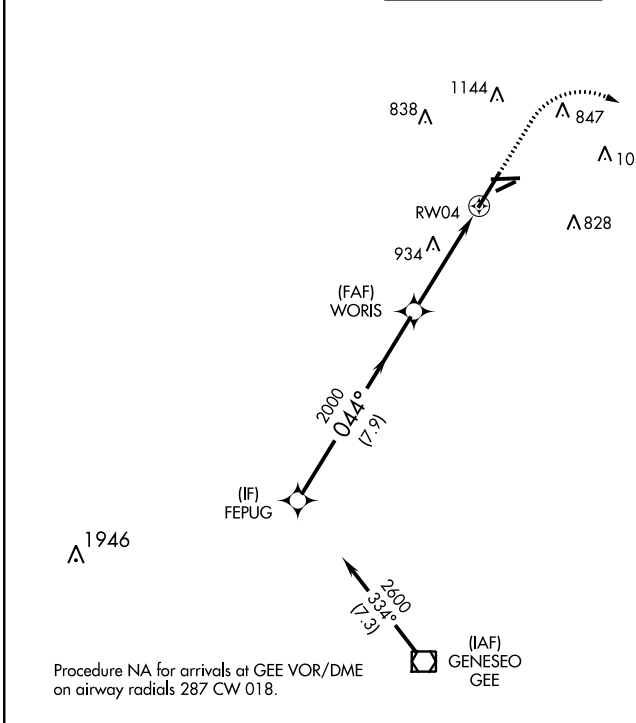 1144
838
847
10
RW04
828
934
(FAF)
WORIS
2000
044°
(7.9)
(IF)
FEPUG
1946
2600
334°
(7.3)
(IAF)
GENESEO
GEE
Procedure NA for arrivals at GEE VOR/DME
on airway radials 287 CW 018.